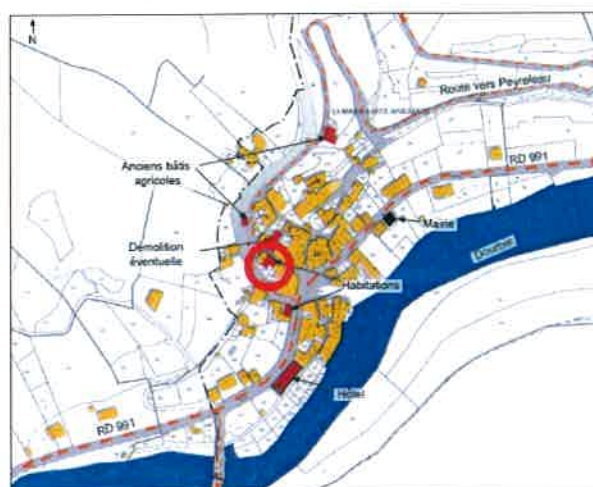 N
Route vers Peyreleau
RD 991
Anciens bâtis
agricoles
Mairie
Démolition
éventuelle
Dourbie
Habitations
Hôtel
RD 991